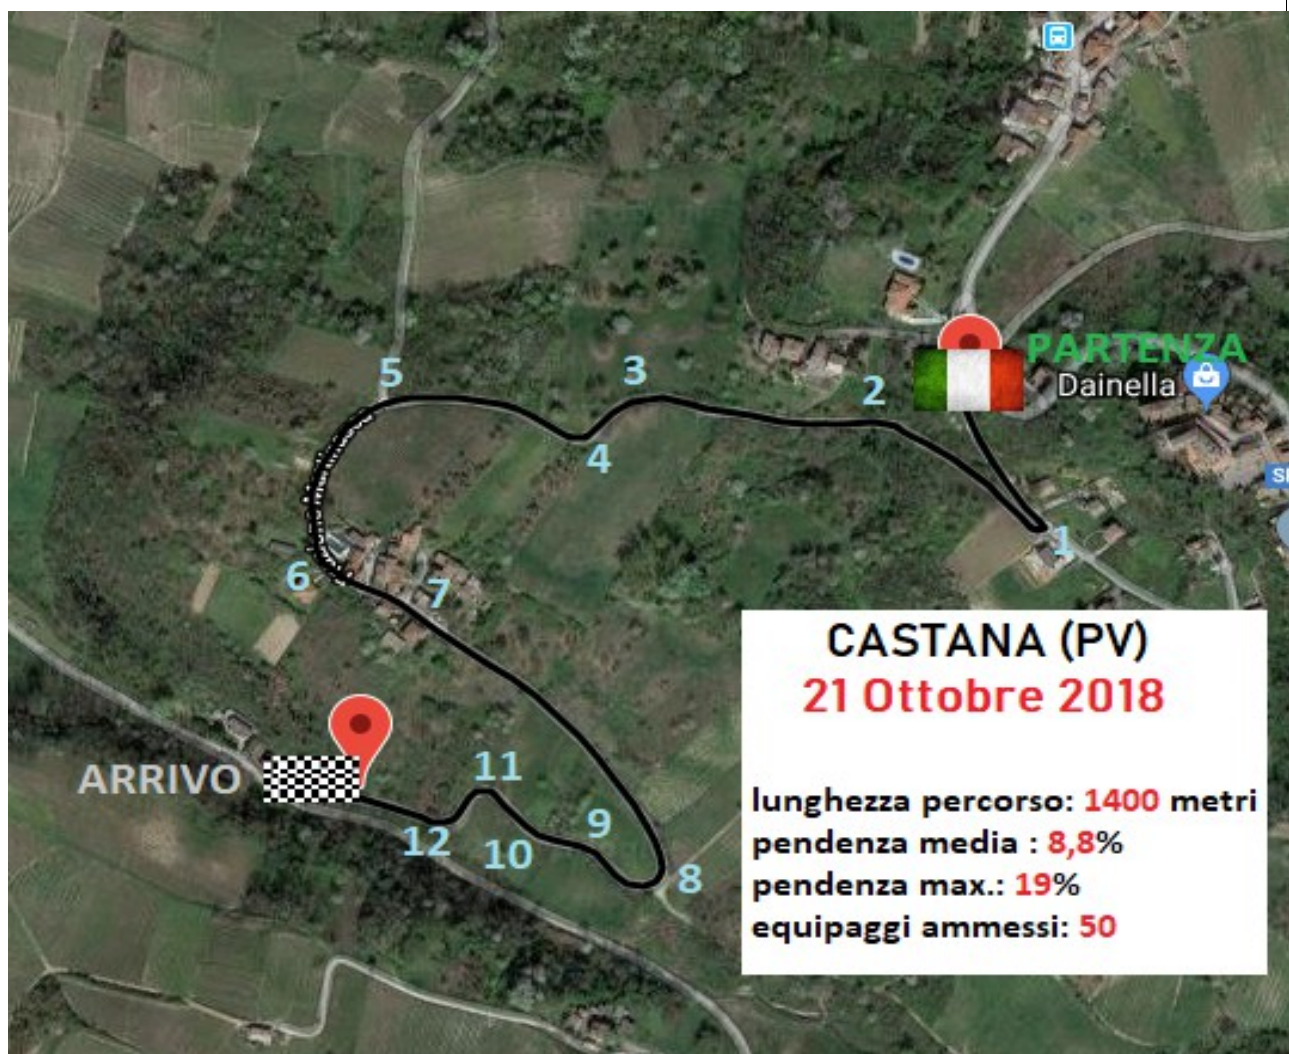 PARTENZA
Dainella
5
3
2
4
1
6
7
CASTANA (PV)
21 Ottobre 2018
ARRIVO
11
9
12
10
8
lunghezza percorso: 1400 metri
pendenza media : 8,8%
pendenza max.: 19%
equipaggi ammessi: 50